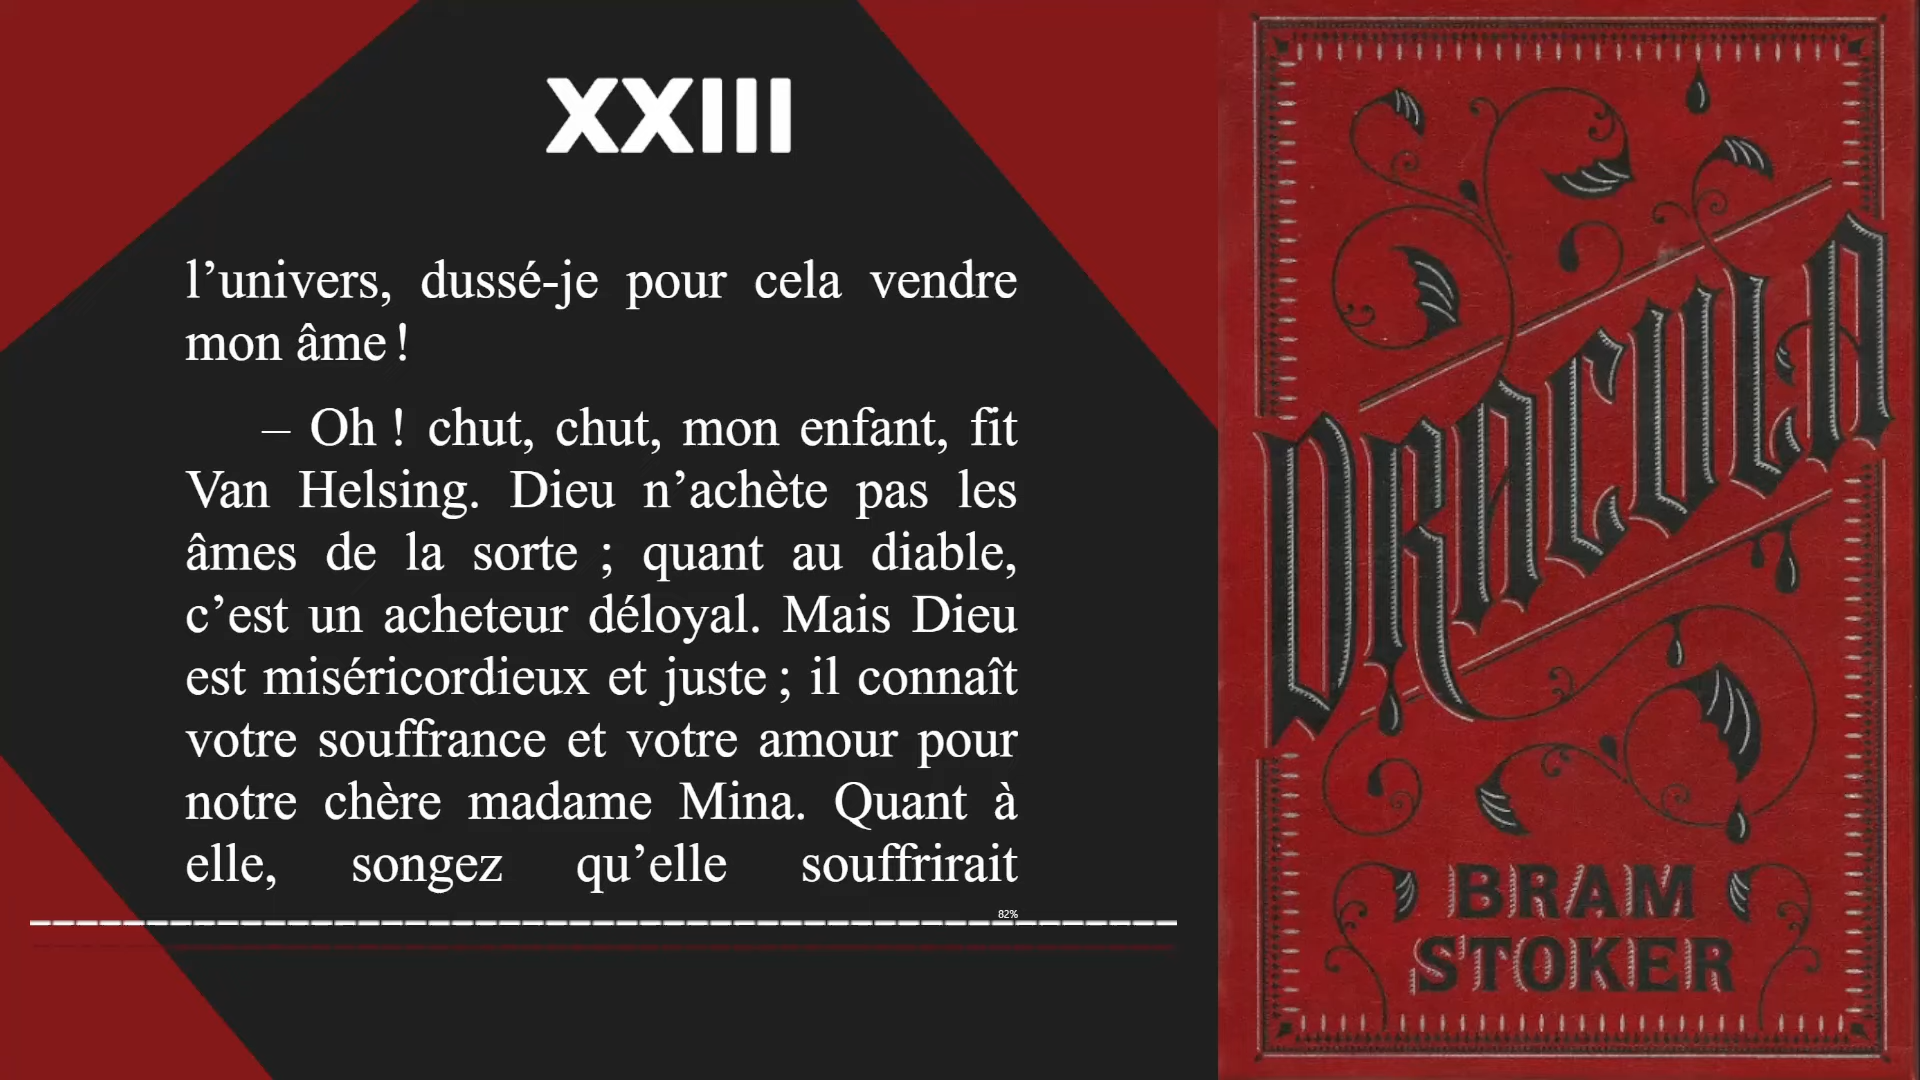 XXIII
l’univers, dussé-je pour cela vendre
mon âme !
– Oh ! chut, chut, mon enfant, fit
Van Helsing. Dieu n’achète pas les
âmes de la sorte ; quant au diable,
c’est un acheteur déloyal. Mais Dieu
est miséricordieux et juste ; il connaît
votre souffrance et votre amour pour
notre chère madame Mina. Quant à
elle, songez qu’elle souffrirait
82%
DRACULA
BRAM
STOKER